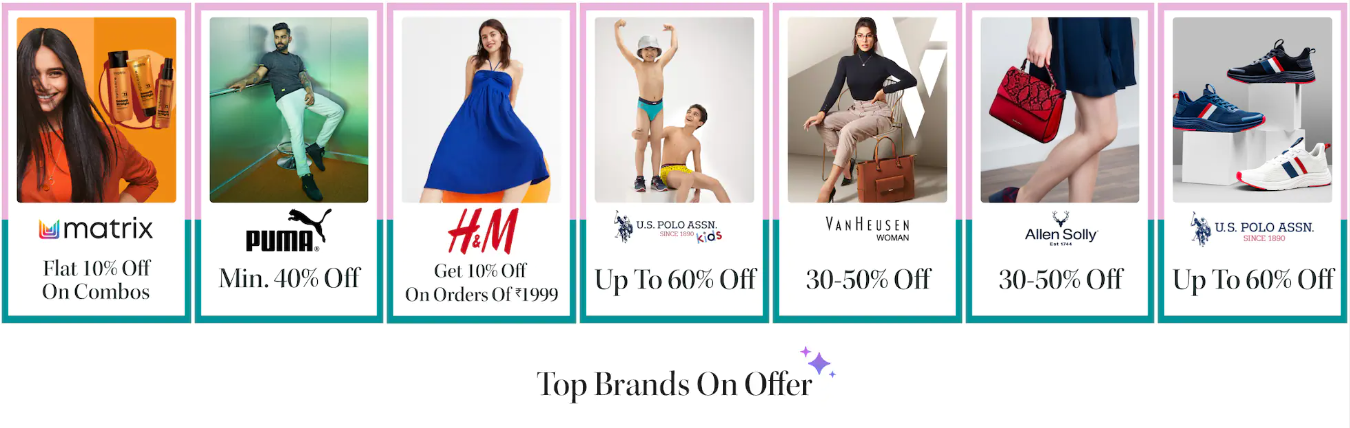 matrix
Flat 10% Off
On Combos
PUMA®
Min. 40% Off
H&M
Get 10% Off
On Orders Of ₹1999
U.S. POLO ASSN.
SINCE 1890
kids
Up To 60% Off
VANHEUSEN
WOMAN
30-50% Off
Allen Solly
Est 1744
30-50% Off
U.S. POLO ASSN.
SINCE 1890
Up To 60% Off
Top Brands On Offer